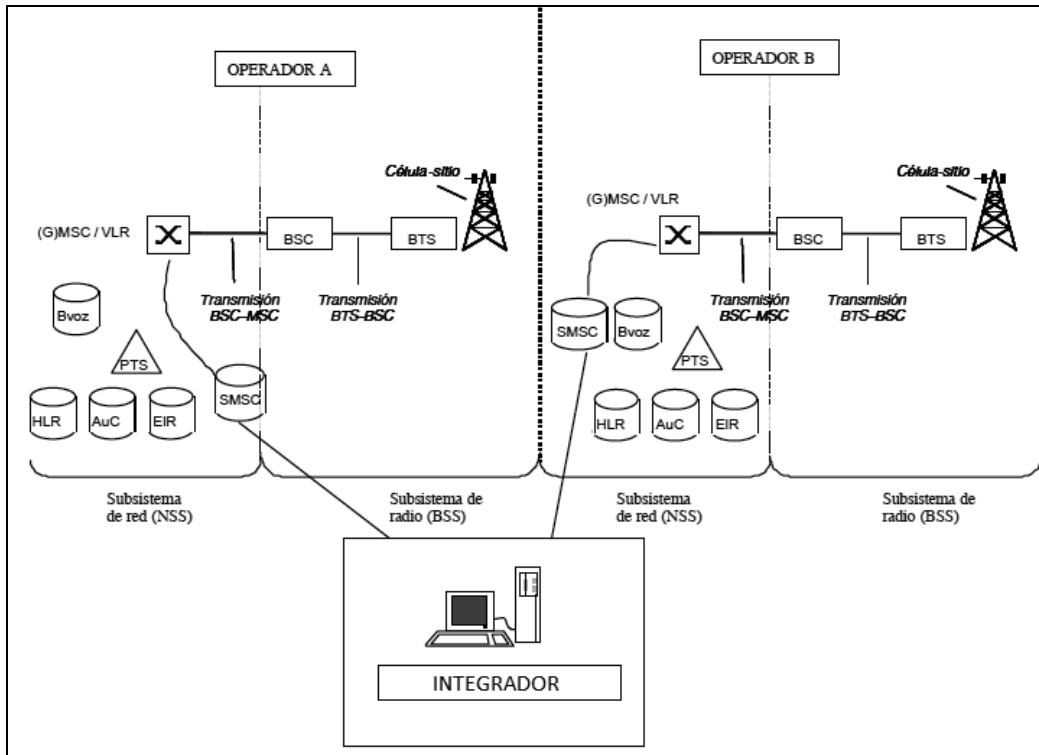 OPERADOR A
OPERADOR B
Célula-sitio
Célula-sitio
(G)MSC / VLR
BSC
BTS
(G)MSC / VLR
BSC
BTS
Transmisión
BSC–MSC
Transmisión
BTS–BSC
Transmisión
BSC–MSC
Transmisión
BTS–BSC
Bvoz
SMSC
Bvoz
PTS
PTS
SMSC
HLR
AuC
EIR
HLR
AuC
EIR
Subsistema
de red (NSS)
Subsistema de
radio (BSS)
Subsistema
de red (NSS)
Subsistema de
radio (BSS)
INTEGRADOR